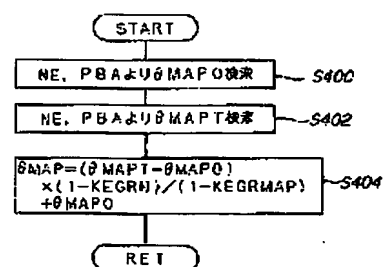 START
NE, PBAよりθMAPO検索
S400
NE, PBAよりθMAPT検索
S402
θMAP=(θMAPT-θMAPO)
×(1-KEGRN)/(1-KEGRMAP)
+θMAPO
S404
RET